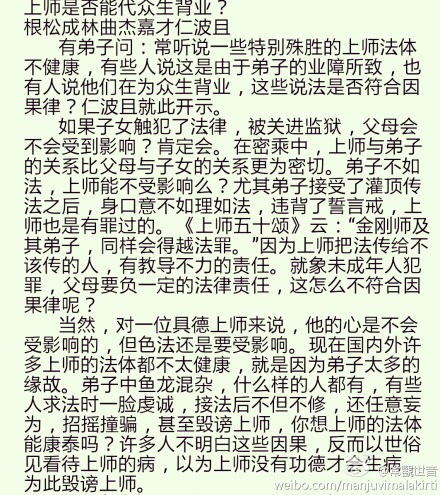 上师是否能代众生背业？
根松成林曲杰嘉才仁波且
有弟子问：常听说一些特别殊胜的上师法体
不健康，有些人说这是由于弟子的业障所致，也
有人说他们在为众生背业，这些说法是否符合因
果律？仁波且就此开示。
如果子女触犯了法律，被关进监狱，父母会
不会受到影响？肯定会。在密乘中，上师与弟子
的关系比父母与子女的关系更为密切。弟子不如
法，上师能不受影响么？尤其弟子接受了灌顶传
法之后，身口意不如理如法，违背了誓言戒，上
师也是有罪过的。《上师五十颂》云：“金刚师及
其弟子，同样会得越法罪。”因为上师把法传给不
该传的人，有教导不力的责任。就象未成年人犯
罪，父母要负一定的法律责任，这怎么不符合因
果律呢？
当然，对一位具德上师来说，他的心是不会
受影响的，但色法还是要受影响。现在国内外许
多上师的法体都不太健康，就是因为弟子太多的
缘故。弟子中鱼龙混杂，什么样的人都有，有些
人求法时一脸虔诚，接法后不但不修，还任意妄
为，招摇撞骗，甚至毁谤上师，你想上师的法体
能康泰吗？许多人不明白这些因果，反而以世俗
见看待上师的病，以为上师没有功德才会生病，
为此毁谤上师。
weibo.com/manjuvimalakirti